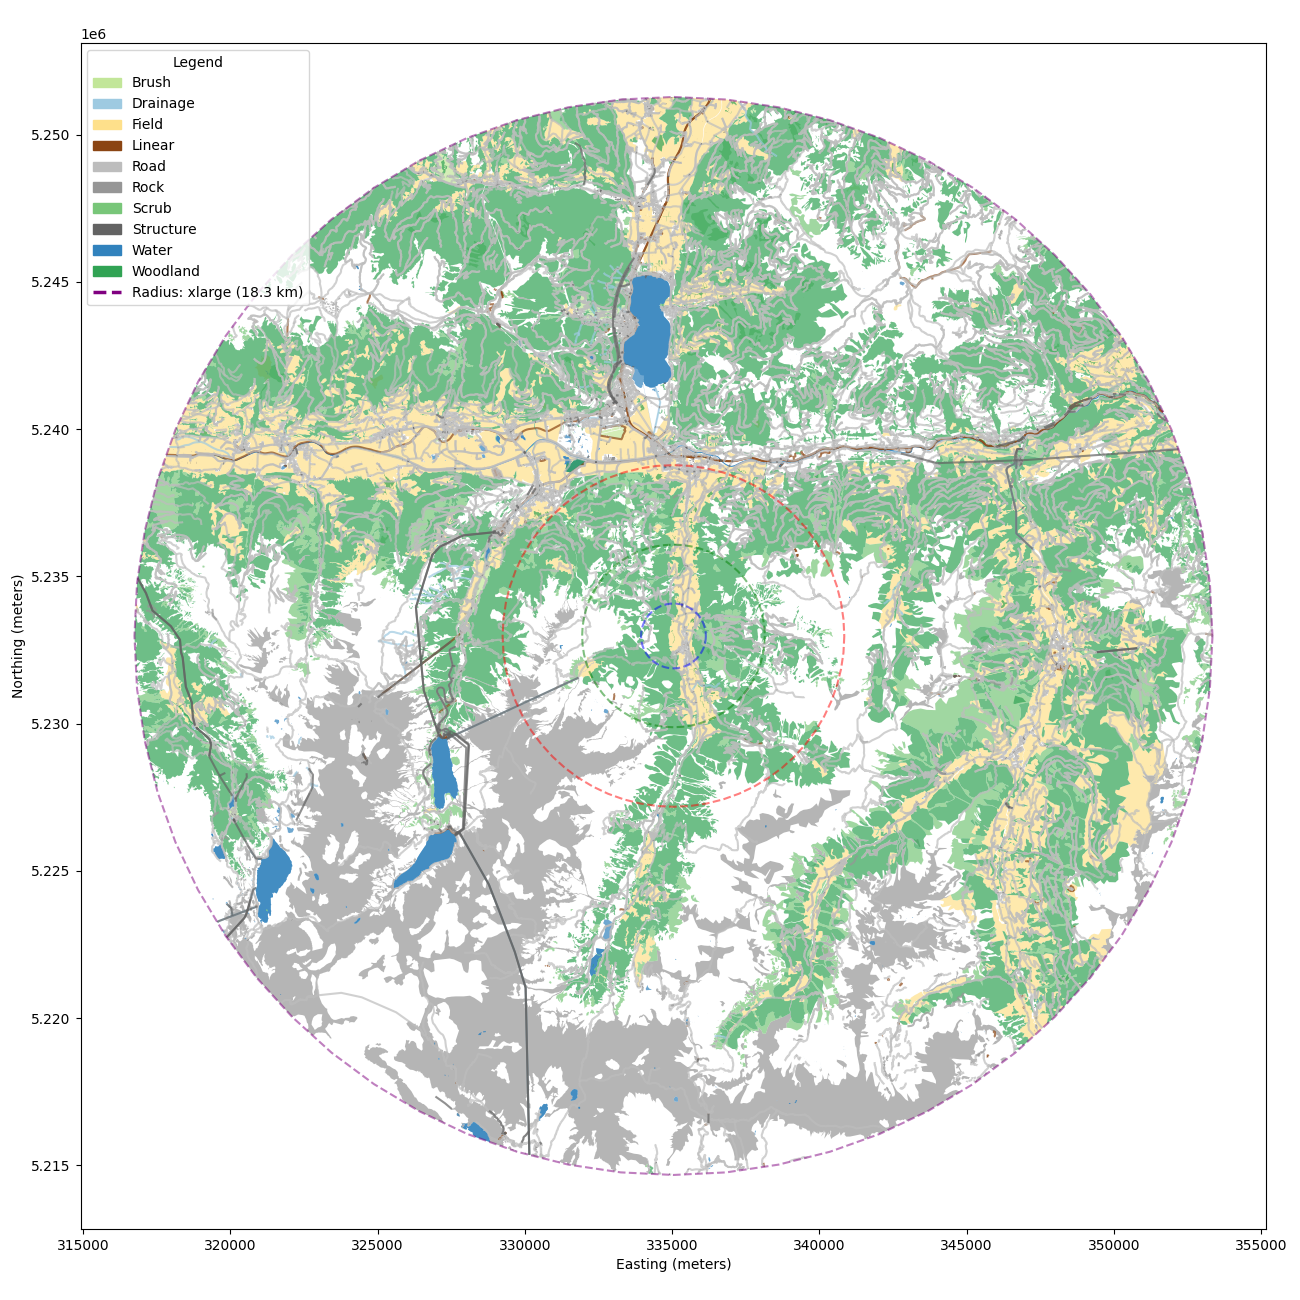 1e6
Legend
Brush
Drainage
Field
Linear
Road
Rock
Scrub
Structure
Water
Woodland
Radius: xlarge (18.3 km)
5.250
5.245
5.240
5.235
5.230
5.225
5.220
5.215
Northing (meters)
315000 320000 325000 330000 335000 340000 345000 350000 355000
Easting (meters)